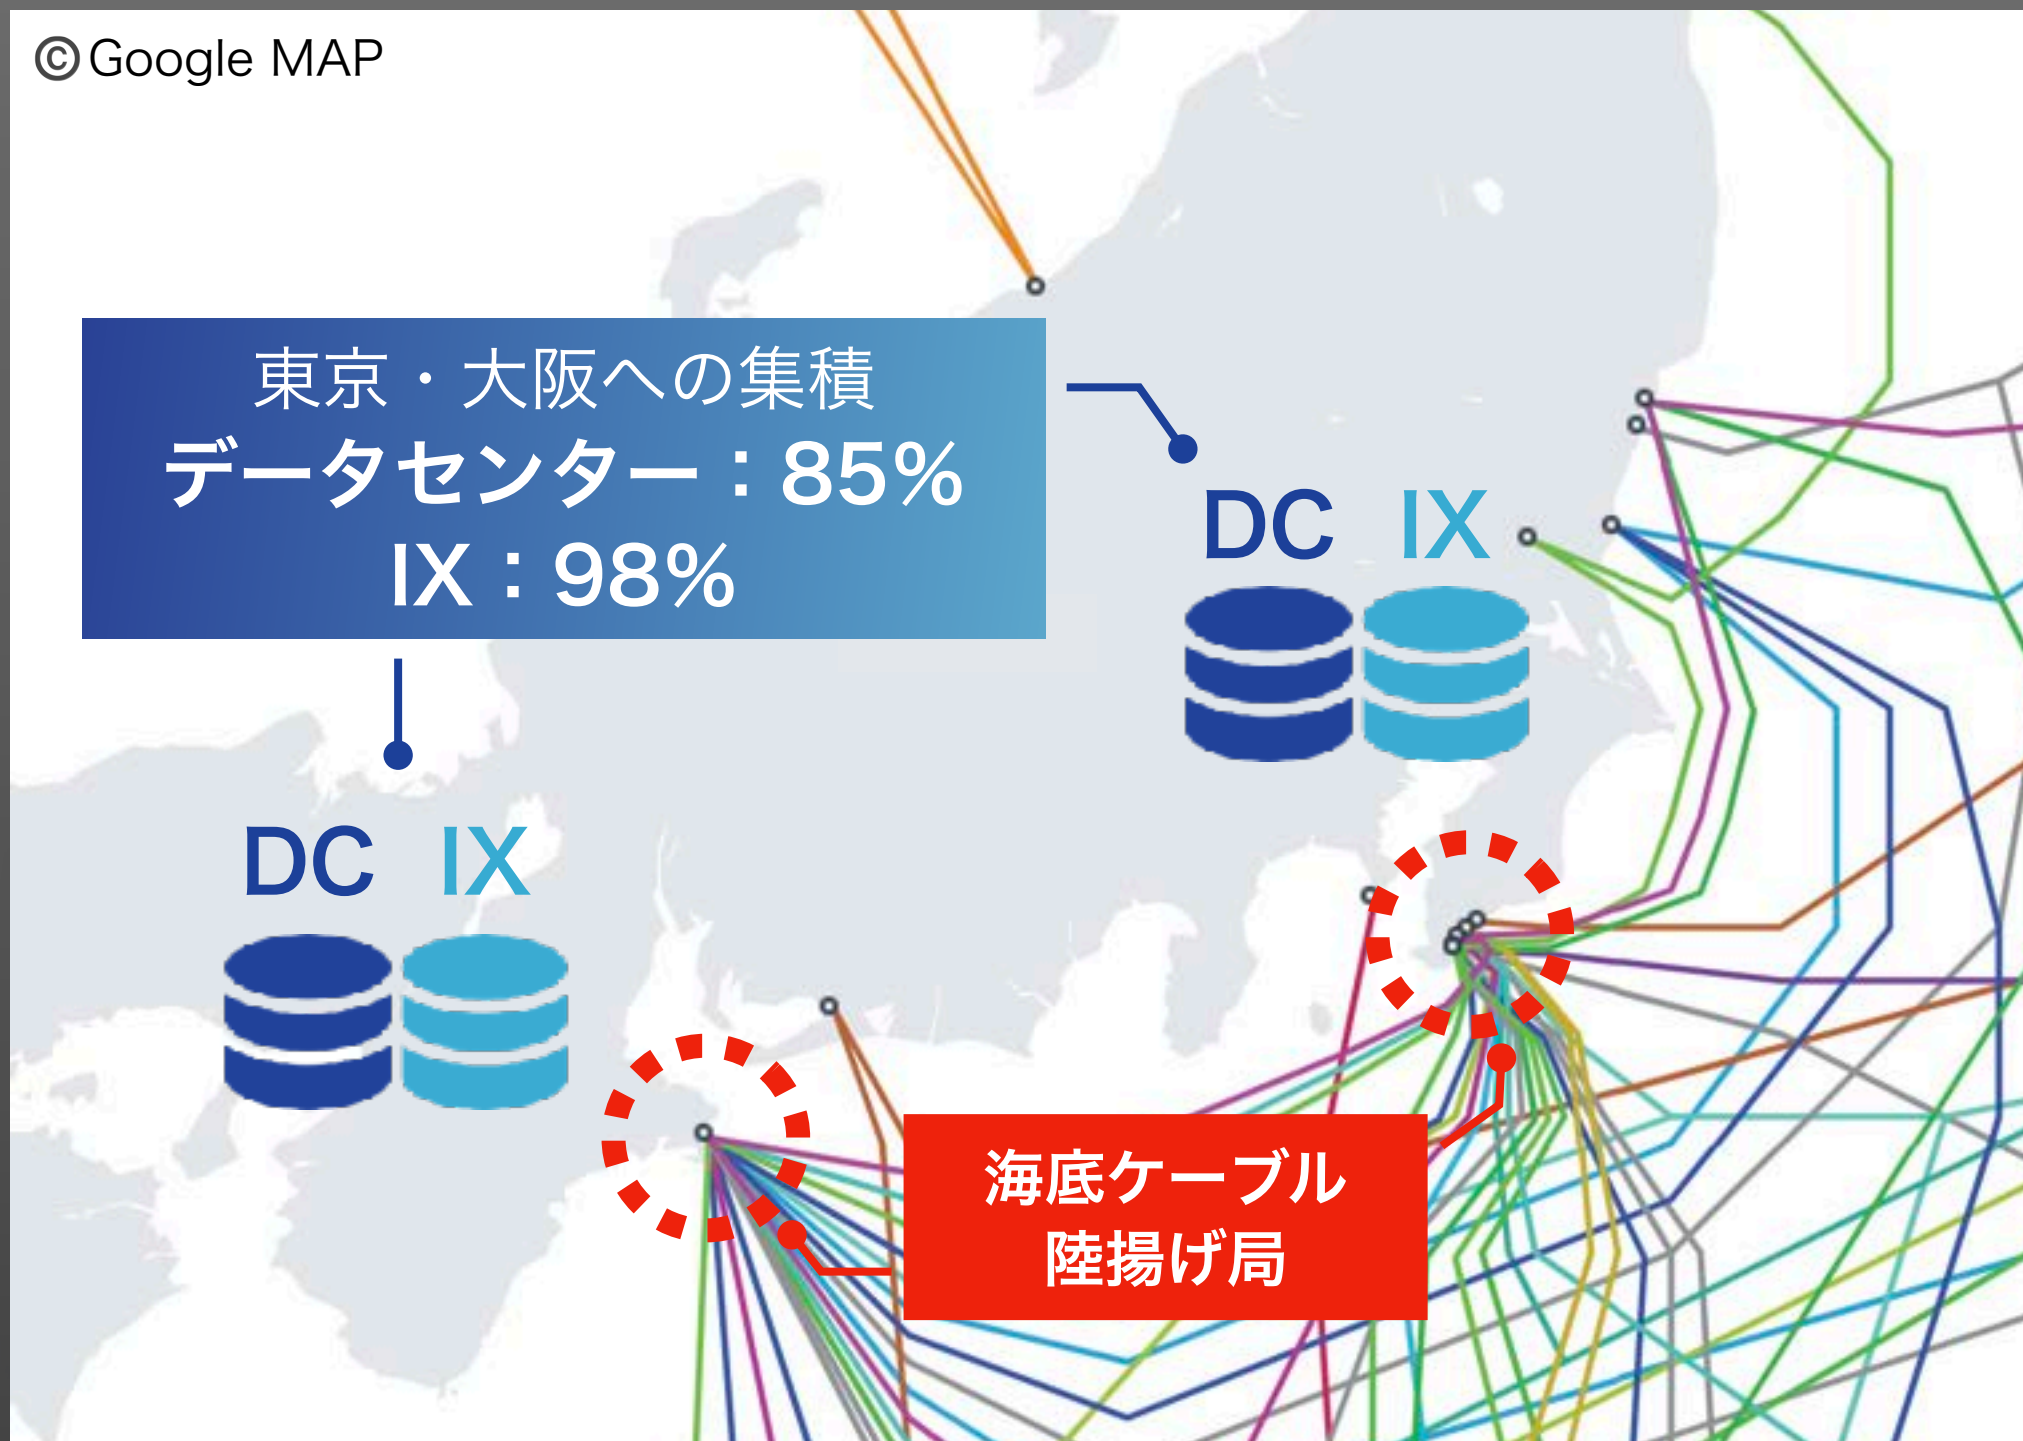 ©Google MAP
東京・大阪への集積
データセンター：85%
IX：98%
DC IX
DC IX
海底ケーブル
陸揚げ局